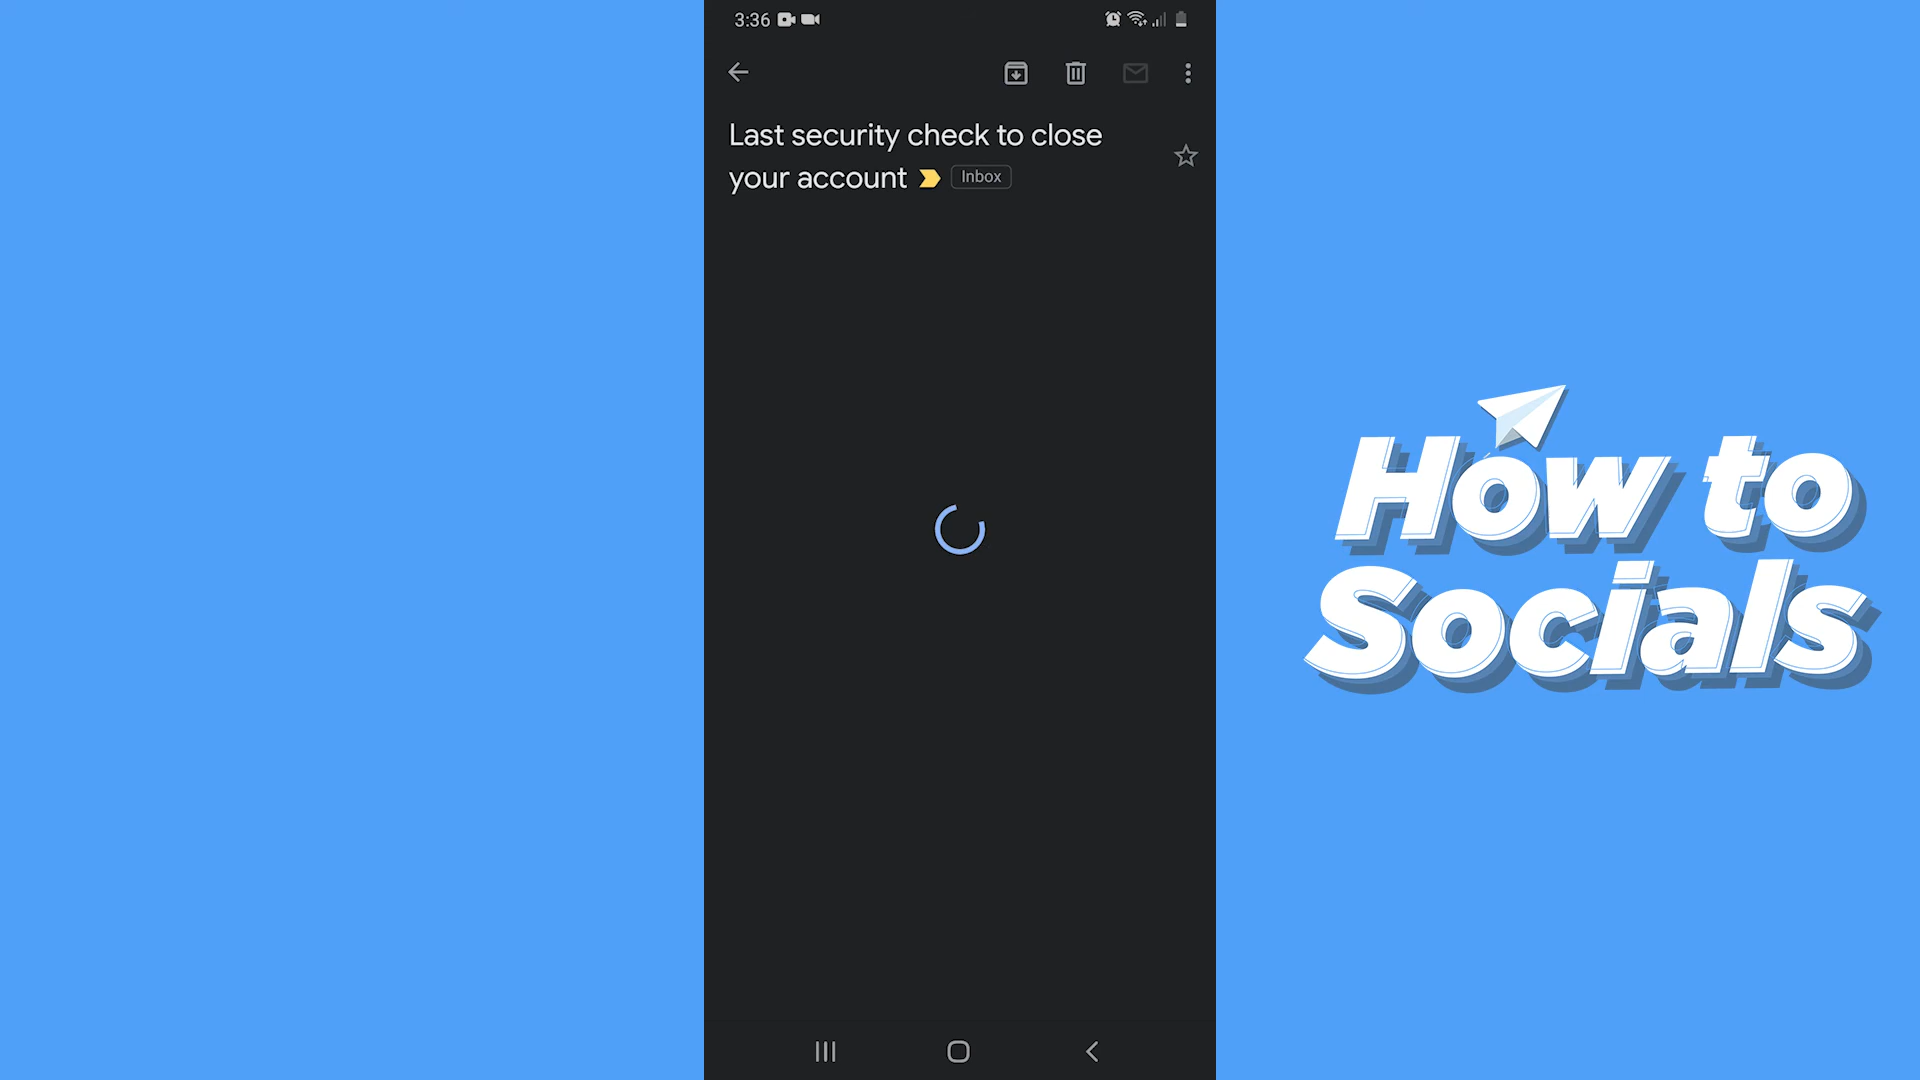 3:36
Last security check to close
your account
Inbox
How to
Socials